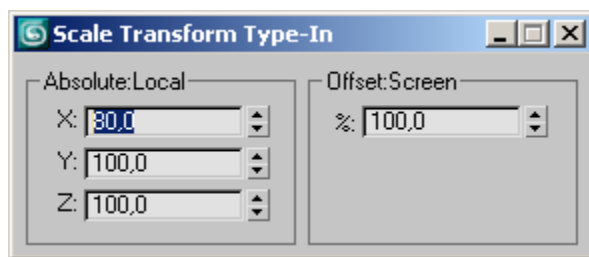 Scale Transform Type-In
Absolute:Local
X: 80,0
Y: 100,0
Z: 100,0
Offset:Screen
%: 100,0